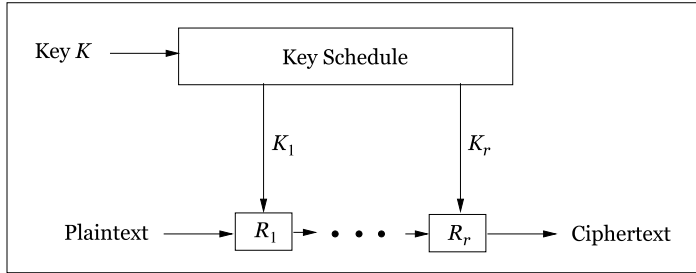 Key K
Key Schedule
K₁
Kᵣ
Plaintext
R₁
• • •
Rᵣ
Ciphertext